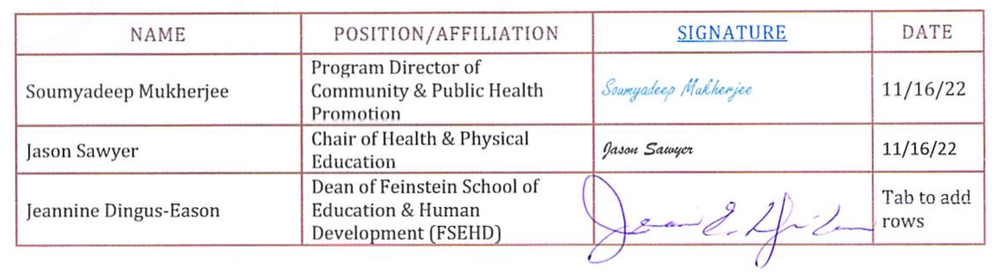 NAME POSITION/AFFILIATION SIGNATURE DATE
Program Director of
Soumyadeep Mukherjee Community & Public Health Soumyadeep Mukherjee 11/16/22
Promotion
Jason Sawyer Chair of Health & Physical Jason Sawyer 11/16/22
Education
Dean of Feinstein School of
Jeannine Dingus-Eason Education & Human Tab to add
Development (FSEHD) rows